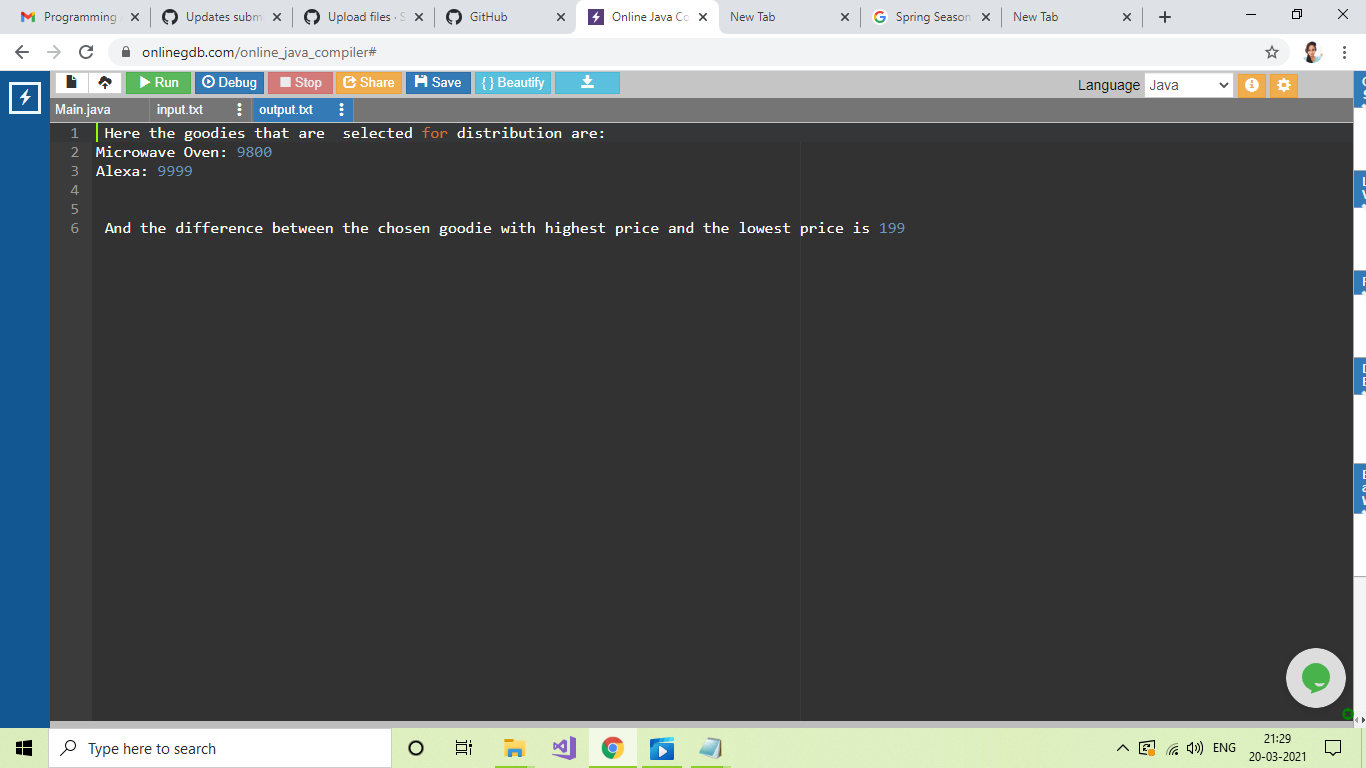 Programming
Updates subm
Upload files · S
GitHub
Online Java Co
New Tab
Spring Season
New Tab
onlinegdb.com/online_java_compiler#
Run
Debug
Stop
Share
Save
{ } Beautify
Language
Java
Main.java
input.txt
output.txt
1 Here the goodies that are  selected for distribution are:
2 Microwave Oven: 9800
3 Alexa: 9999
4
5
6 And the difference between the chosen goodie with highest price and the lowest price is 199
Type here to search
ENG
21:29
20-03-2021